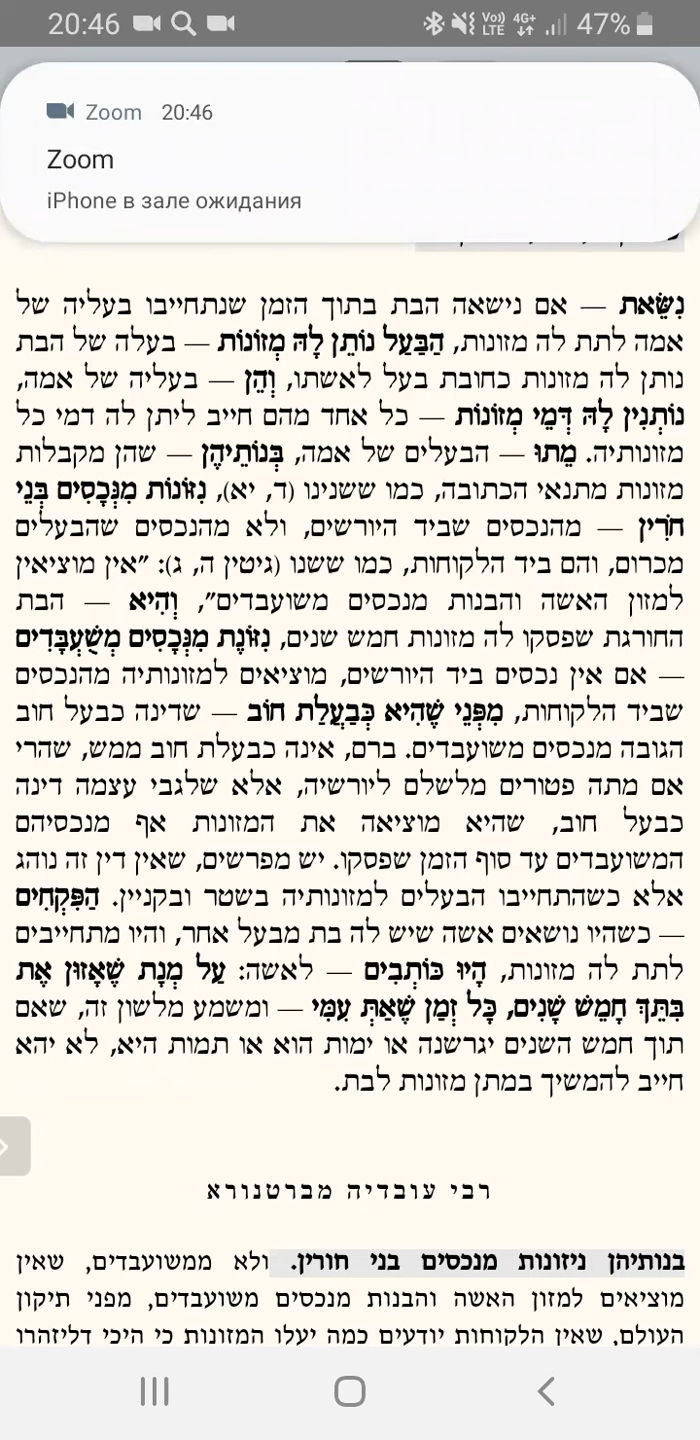 20:46 Vo)) LTE 4G+ 47%
Zoom 20:46
Zoom
iPhone в зале ожидания
נִשֵּׂאת — אם נישאה הבת בתוך הזמן שנתחייבו בעליה של
אמה לתת לה מזונות, הַבַּעַל נוֹתֵן לָהּ מְזוֹנוֹת — בעלה של הבת
נותן לה מזונות כחובת בעל לאשתו, וְהֵן — בעליה של אמה,
נוֹתְנִין לָהּ דְּמֵי מְזוֹנוֹת — כל אחד מהם חייב ליתן לה דמי כל
מזונותיה. מֵתוּ — הבעלים של אמה, בְּנוֹתֵיהֶן — שהן מקבלות
מזונות מתנאי הכתובה, כמו ששנינו (ד, יא), נִזּוֹנוֹת מִנְּכָסִים בְּנֵי
חֹרִין — מהנכסים שביד היורשים, ולא מהנכסים שהבעלים
מכרום, והם ביד הלקוחות, כמו ששנו (גיטין ה, ג): ״אין מוציאין
למזון האשה והבנות מנכסים משועבדים״, וְהִיא — הבת
החורגת שפסקו לה מזונות חמש שנים, נִזּוֹנֶת מִנְּכָסִים מְשֻׁעְבָּדִים
— אם אין נכסים ביד היורשים, מוציאים למזונותיה מהנכסים
שביד הלקוחות, מִפְּנֵי שֶׁהִיא כְּבַעֲלַת חוֹב — שדינה כבעל חוב
הגובה מנכסים משועבדים. ברם, אינה כבעלת חוב ממש, שהרי
אם מתה פטורים מלשלם ליורשיה, אלא שלגבי עצמה דינה
כבעל חוב, שהיא מוציאה את המזונות אף מנכסיהם
המשועבדים עד סוף הזמן שפסקו. יש מפרשים, שאין דין זה נוהג
אלא כשהתחייבו הבעלים למזונותיה בשטר ובקניין. הַפִּקְחִים
— כשהיו נושאים אשה שיש לה בת מבעל אחר, והיו מתחייבים
לתת לה מזונות, הָיוּ כּוֹתְבִים — לאשה: עַל מְנָת שֶׁאָזוּן אֶת
בִּתֵּךְ חָמֵשׁ שָׁנִים, כָּל זְמַן שֶׁאַתְּ עִמִּי — ומשמע מלשון זה, שאם
תוך חמש השנים יגרשנה או ימות הוא או תמות היא, לא יהא
חייב להמשיך במתן מזונות לבת.
רבי עובדיה מברטנורא
בנותיהן ניזונות מנכסים בני חורין. ולא ממשועבדים, שאין
מוציאים למזון האשה והבנות מנכסים משועבדים, מפני תיקון
העולם, שאין הלקוחות יודעים כמה יעלו המזונות כי היכי דליזהרו